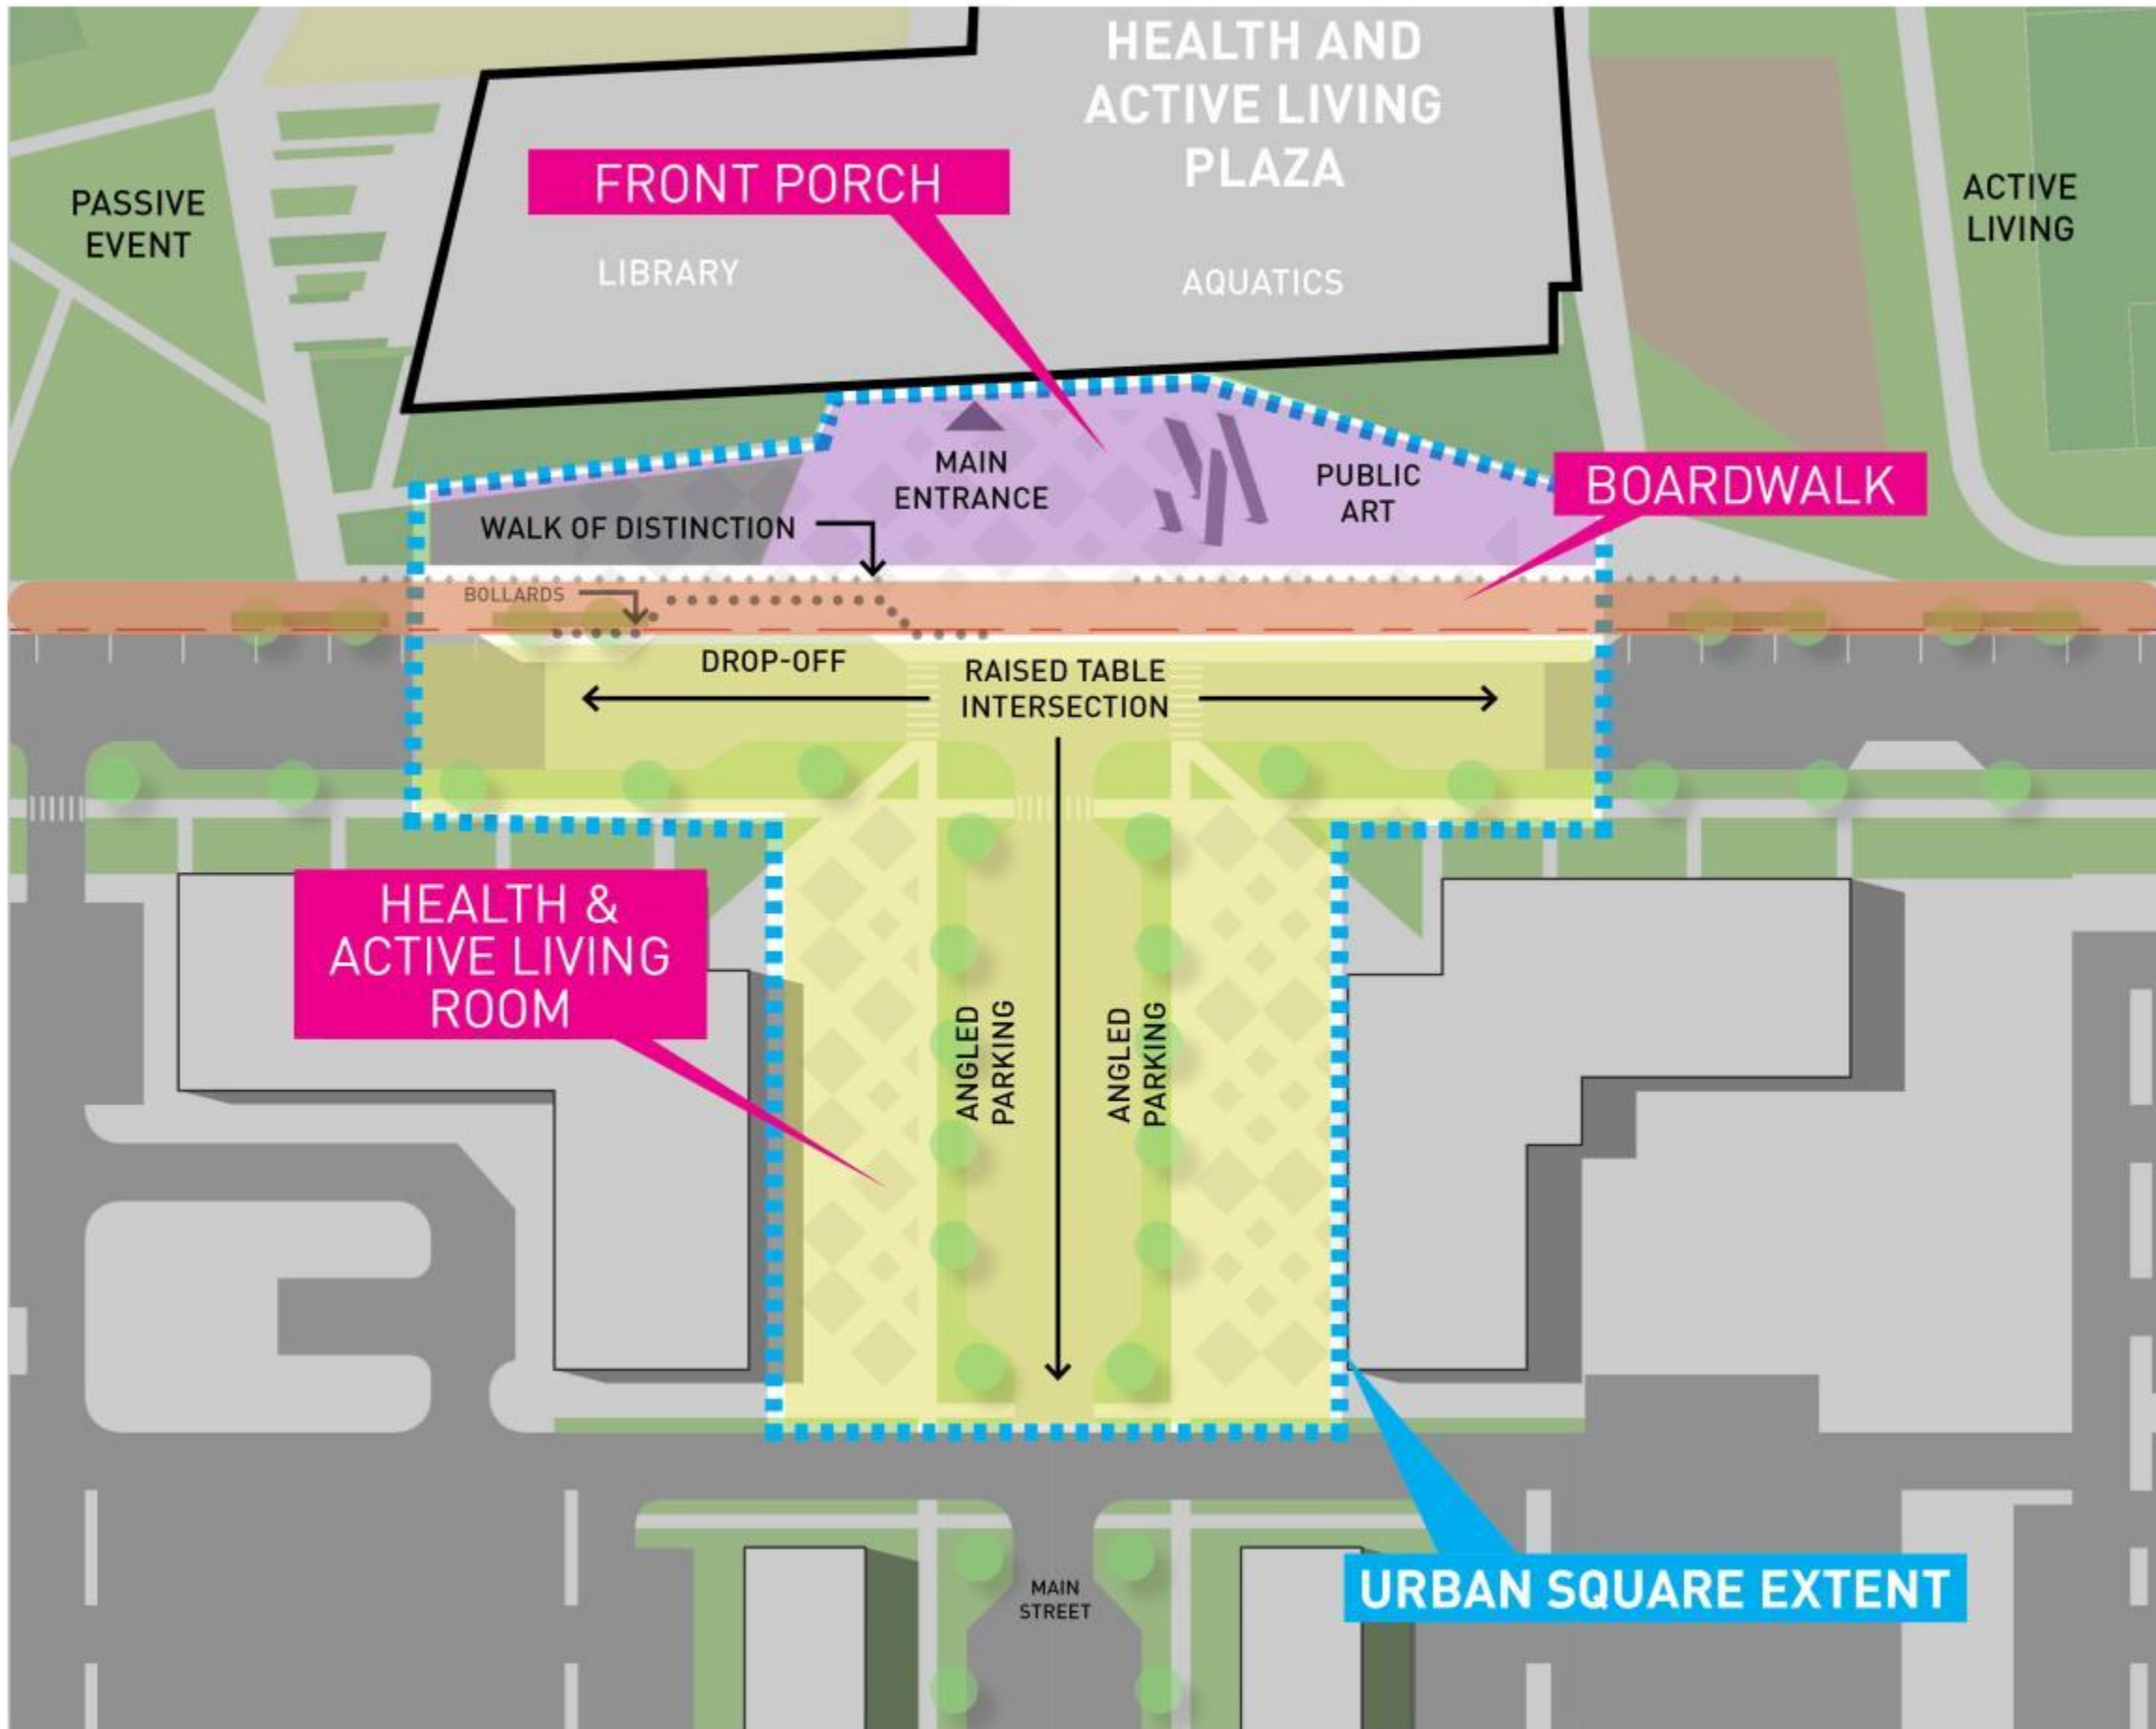 HEALTH AND
ACTIVE LIVING
PLAZA
FRONT PORCH
PASSIVE
EVENT
ACTIVE
LIVING
LIBRARY
AQUATICS
MAIN
ENTRANCE
PUBLIC
ART
BOARDWALK
WALK OF DISTINCTION
BOLLARDS
DROP-OFF
RAISED TABLE
INTERSECTION
HEALTH &
ACTIVE LIVING
ROOM
ANGLED
PARKING
ANGLED
PARKING
URBAN SQUARE EXTENT
MAIN
STREET